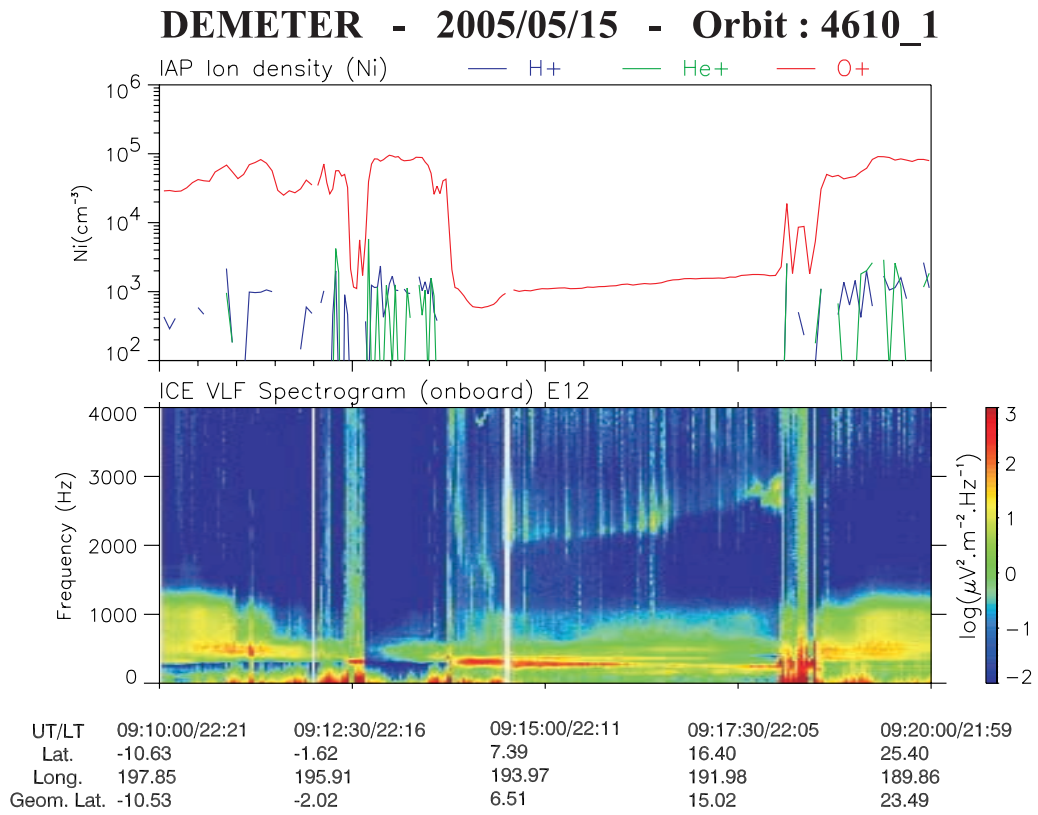 DEMETER - 2005/05/15 - Orbit : 4610_1
IAP Ion density (Ni) H+ He+ O+
10⁶
10⁵
10⁴
10³
10²
Ni(cm⁻³)
ICE VLF Spectrogram (onboard) E12
4000
3000
2000
1000
0
Frequency (Hz)
3
2
1
0
−1
−2
log(μV².m⁻².Hz⁻¹)
UT/LT 09:10:00/22:21 09:12:30/22:16 09:15:00/22:11 09:17:30/22:05 09:20:00/21:59
Lat. -10.63 -1.62 7.39 16.40 25.40
Long. 197.85 195.91 193.97 191.98 189.86
Geom. Lat. -10.53 -2.02 6.51 15.02 23.49